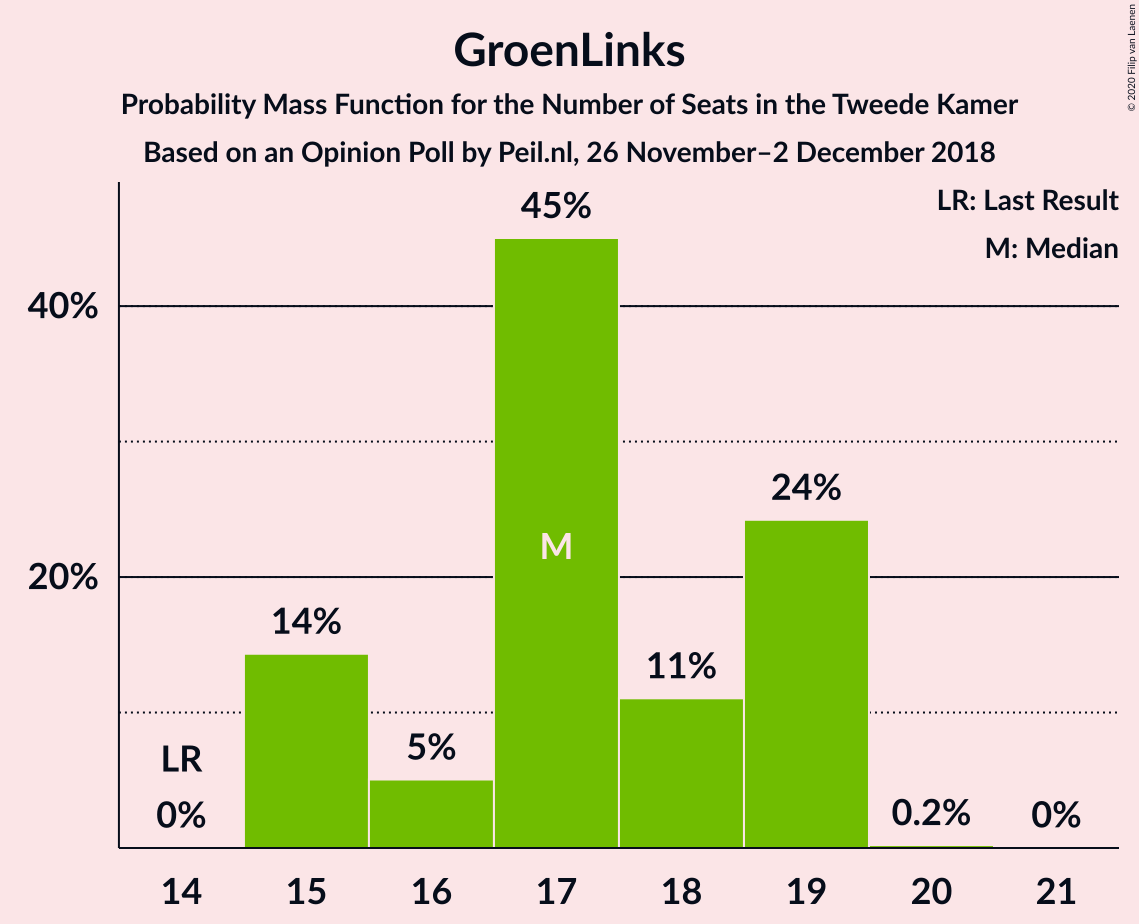 GroenLinks
Probability Mass Function for the Number of Seats in the Tweede Kamer
Based on an Opinion Poll by Peil.nl, 26 November–2 December 2018
© 2020 Filip van Laenen
LR: Last Result
M: Median
45%
40%
24%
M
20%
14%
11%
5%
LR
0%
0.2%
0%
14 15 16 17 18 19 20 21